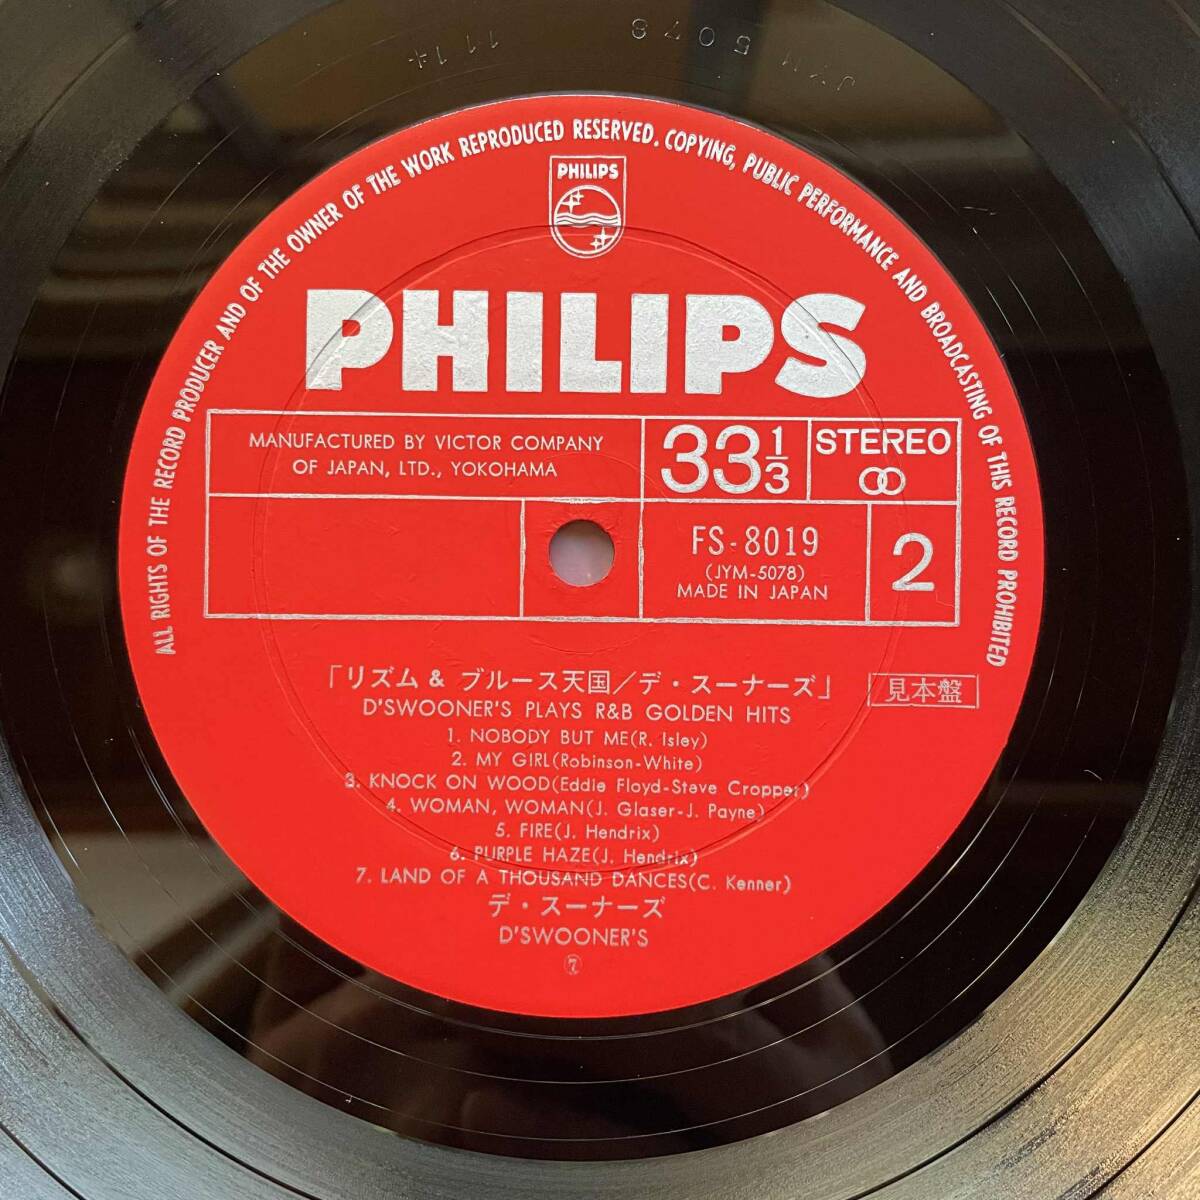 JYM 5078
1114
ALL RIGHTS OF THE RECORD PRODUCER AND OF THE OWNER OF THE WORK REPRODUCED RESERVED. COPYING, PUBLIC PERFORMANCE AND BROADCASTING OF THIS RECORD PROHIBITED
PHILIPS
PHILIPS
MANUFACTURED BY VICTOR COMPANY
OF JAPAN, LTD., YOKOHAMA
33 1/3
STEREO
FS-8019
(JYM-5078)
MADE IN JAPAN
2
「リズム & ブルース天国/デ・スーナーズ」
見本盤
D'SWOONER'S PLAYS R&B GOLDEN HITS
1. NOBODY BUT ME(R. Isley)
2. MY GIRL(Robinson-White)
3. KNOCK ON WOOD(Eddie Floyd-Steve Cropper)
4. WOMAN, WOMAN(J. Glaser-J. Payne)
5. FIRE(J. Hendrix)
6. PURPLE HAZE(J. Hendrix)
7. LAND OF A THOUSAND DANCES(C. Kenner)
デ・スーナーズ
D'SWOONER'S
⑦